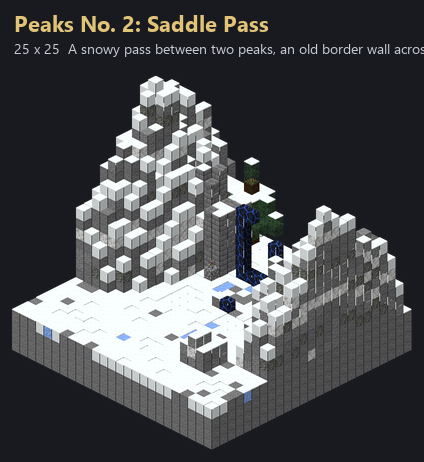 Peaks No. 2: Saddle Pass
25 x 25 A snowy pass between two peaks, an old border wall